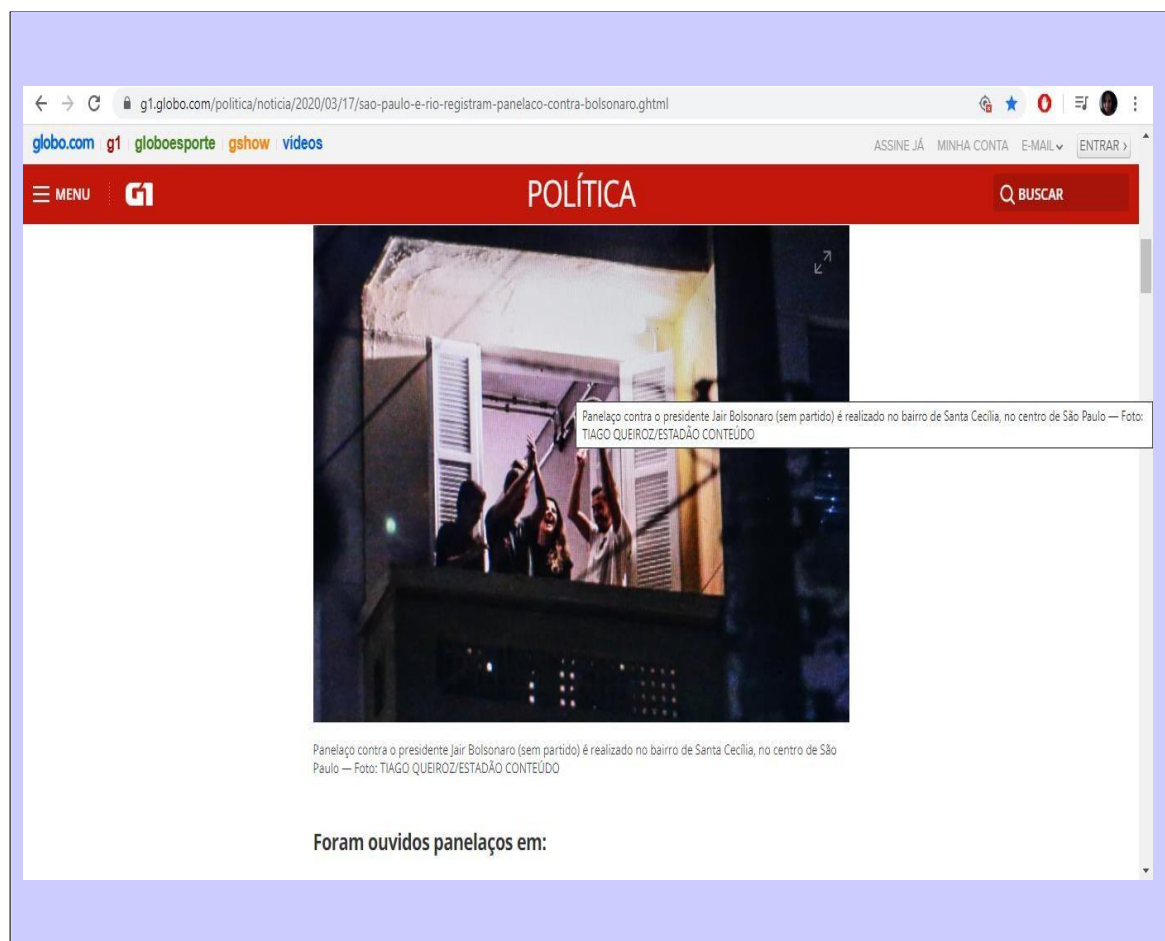 g1.globo.com/politica/noticia/2020/03/17/sao-paulo-e-rio-registram-panelaco-contra-bolsonaro.ghtml
globo.com g1 globoesporte gshow vídeos ASSINE JÁ MINHA CONTA E-MAIL ENTRAR ›
MENU G1 POLÍTICA BUSCAR
Panelaço contra o presidente Jair Bolsonaro (sem partido) é realizado no bairro de Santa Cecília, no centro de São Paulo — Foto:
TIAGO QUEIROZ/ESTADÃO CONTEÚDO
Panelaço contra o presidente Jair Bolsonaro (sem partido) é realizado no bairro de Santa Cecília, no centro de São
Paulo — Foto: TIAGO QUEIROZ/ESTADÃO CONTEÚDO
Foram ouvidos panelaços em: